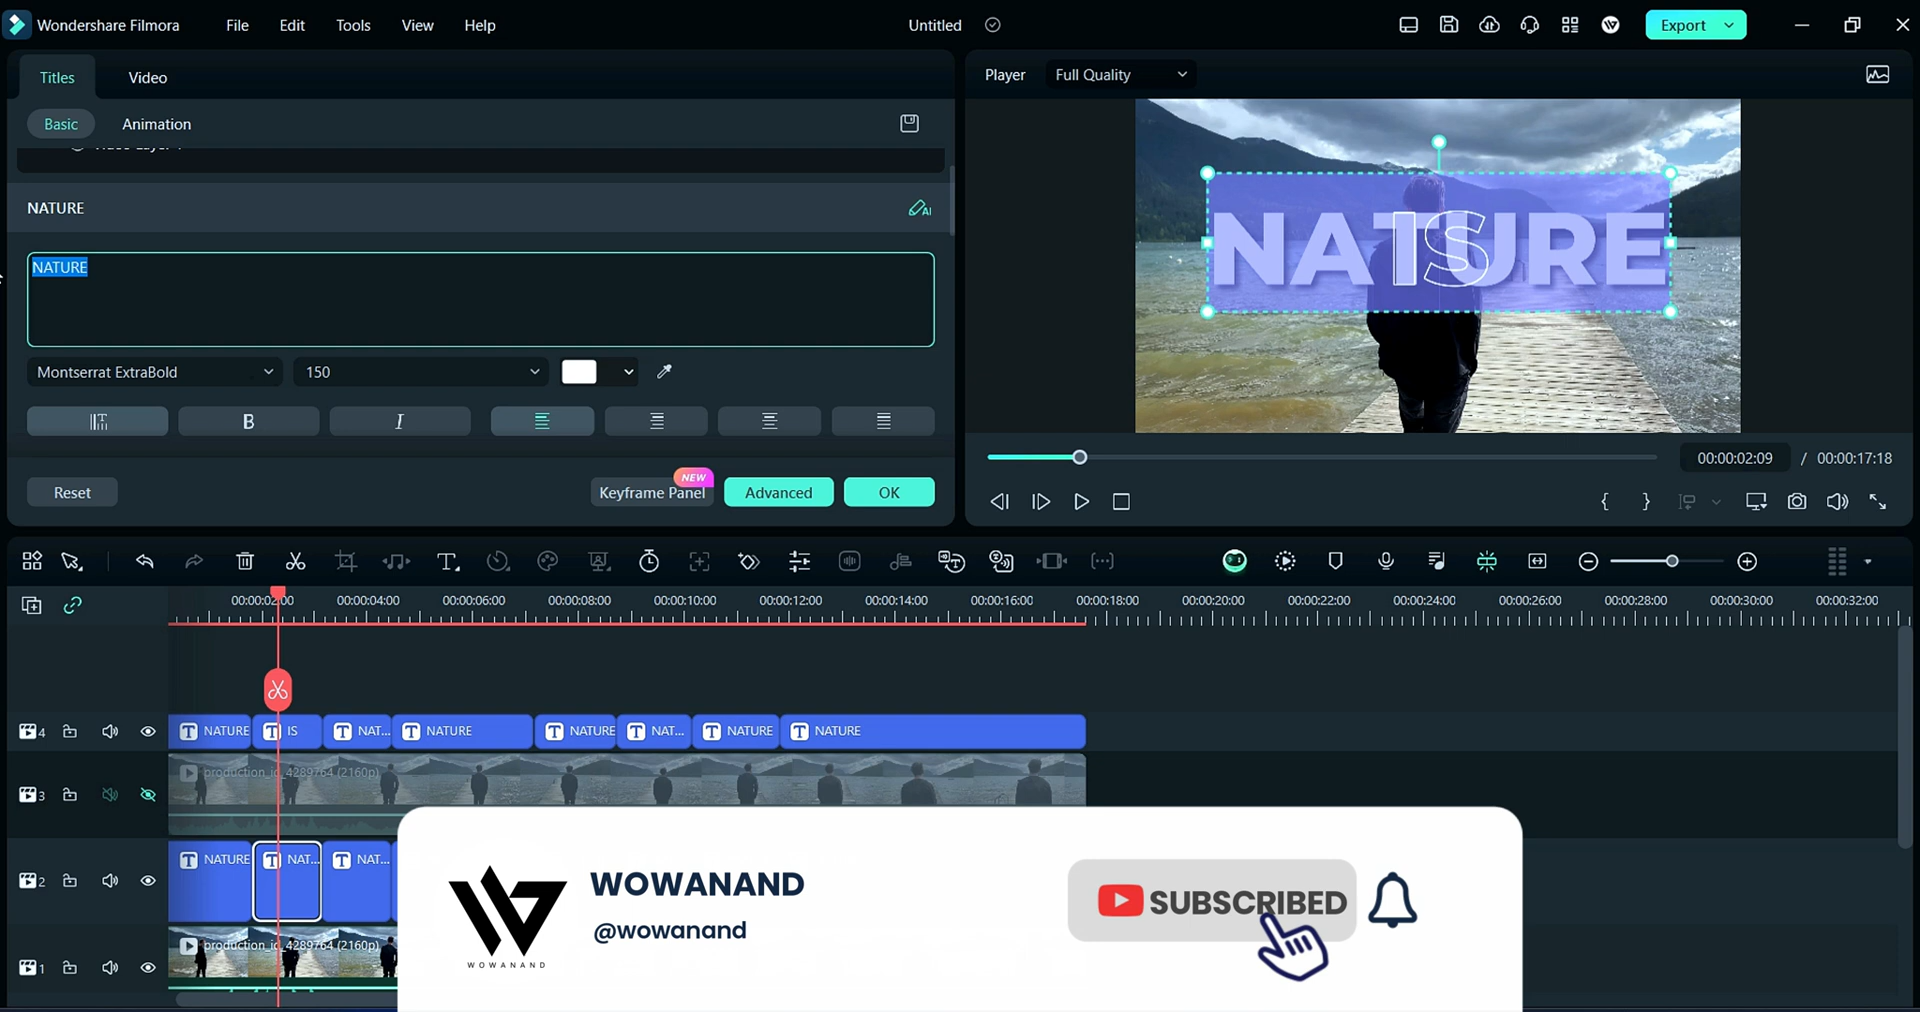 Wondershare Filmora File Edit Tools View Help Untitled Export
Titles Video
Player Full Quality
Basic Animation
NATURE
NATURE
NATURE
IS
Montserrat ExtraBold 150
B I
Reset Keyframe Panel NEW Advanced OK
00:00:02:09 / 00:00:17:18
00:00:02:00 00:00:04:00 00:00:06:00 00:00:08:00 00:00:10:00 00:00:12:00 00:00:14:00 00:00:16:00 00:00:18:00 00:00:20:00 00:00:22:00 00:00:24:00 00:00:26:00 00:00:28:00 00:00:30:00 00:00:32:00
4 T NATURE T IS T NAT... T NATURE T NATURE T NAT... T NATURE T NATURE
3 production_id_4289764 (2160p)
2 T NATURE T NAT... T NAT...
1 production_id_4289764 (2160p)
WOWANAND
@wowanand
WOWANAND
SUBSCRIBED